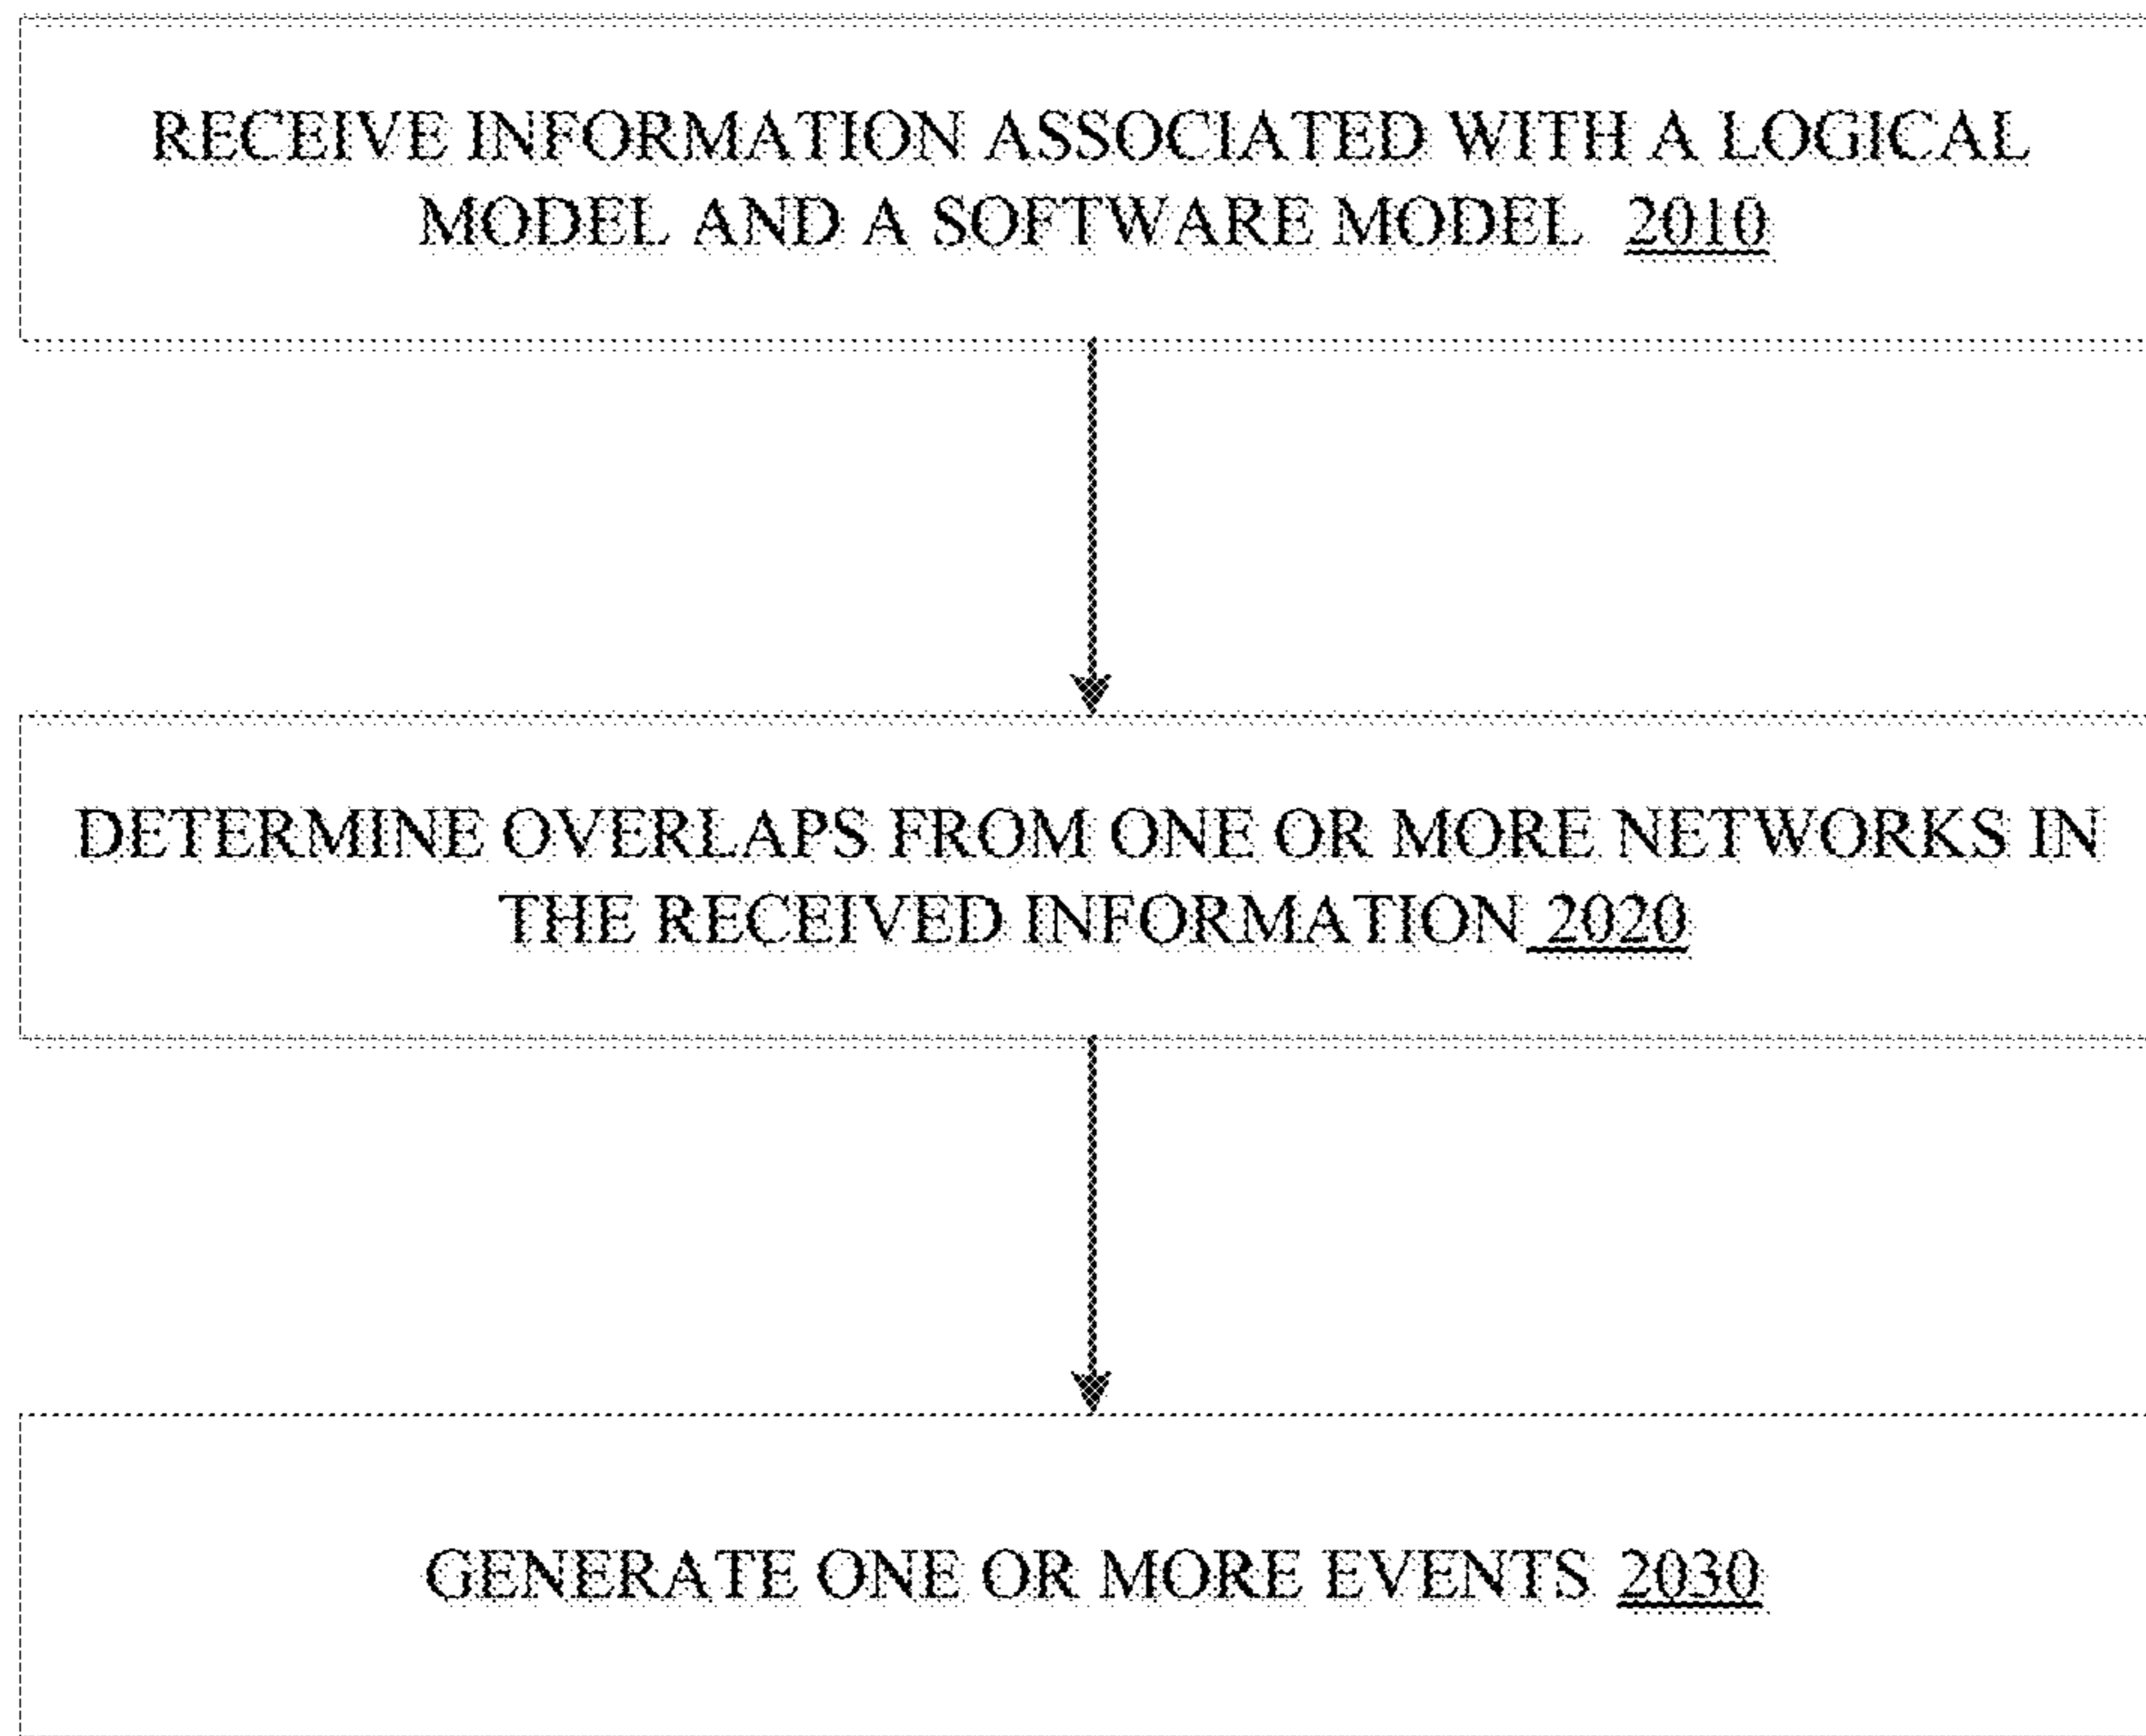 RECEIVE INFORMATION ASSOCIATED WITH A LOGICAL
MODEL AND A SOFTWARE MODEL 2010
DETERMINE OVERLAPS FROM ONE OR MORE NETWORKS IN
THE RECEIVED INFORMATION 2020
GENERATE ONE OR MORE EVENTS 2030